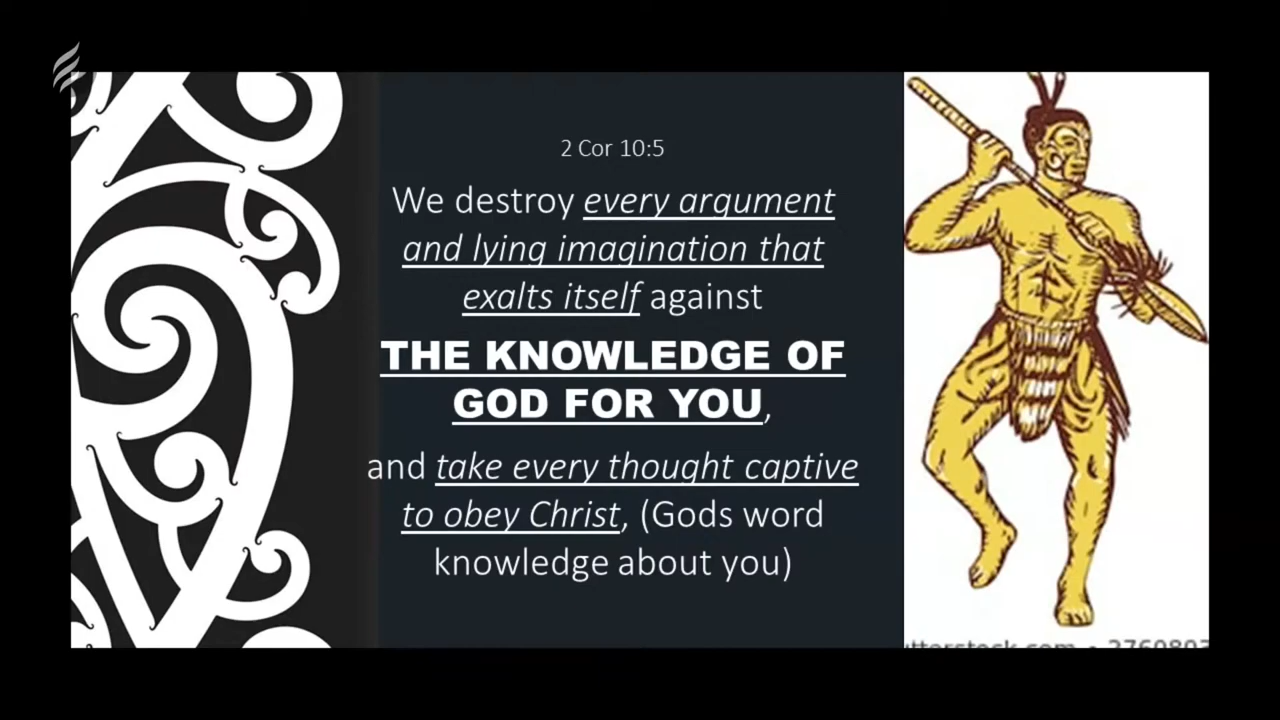 2 Cor 10:5
We destroy every argument
and lying imagination that
exalts itself against
THE KNOWLEDGE OF
GOD FOR YOU,
and take every thought captive
to obey Christ, (Gods word
knowledge about you)